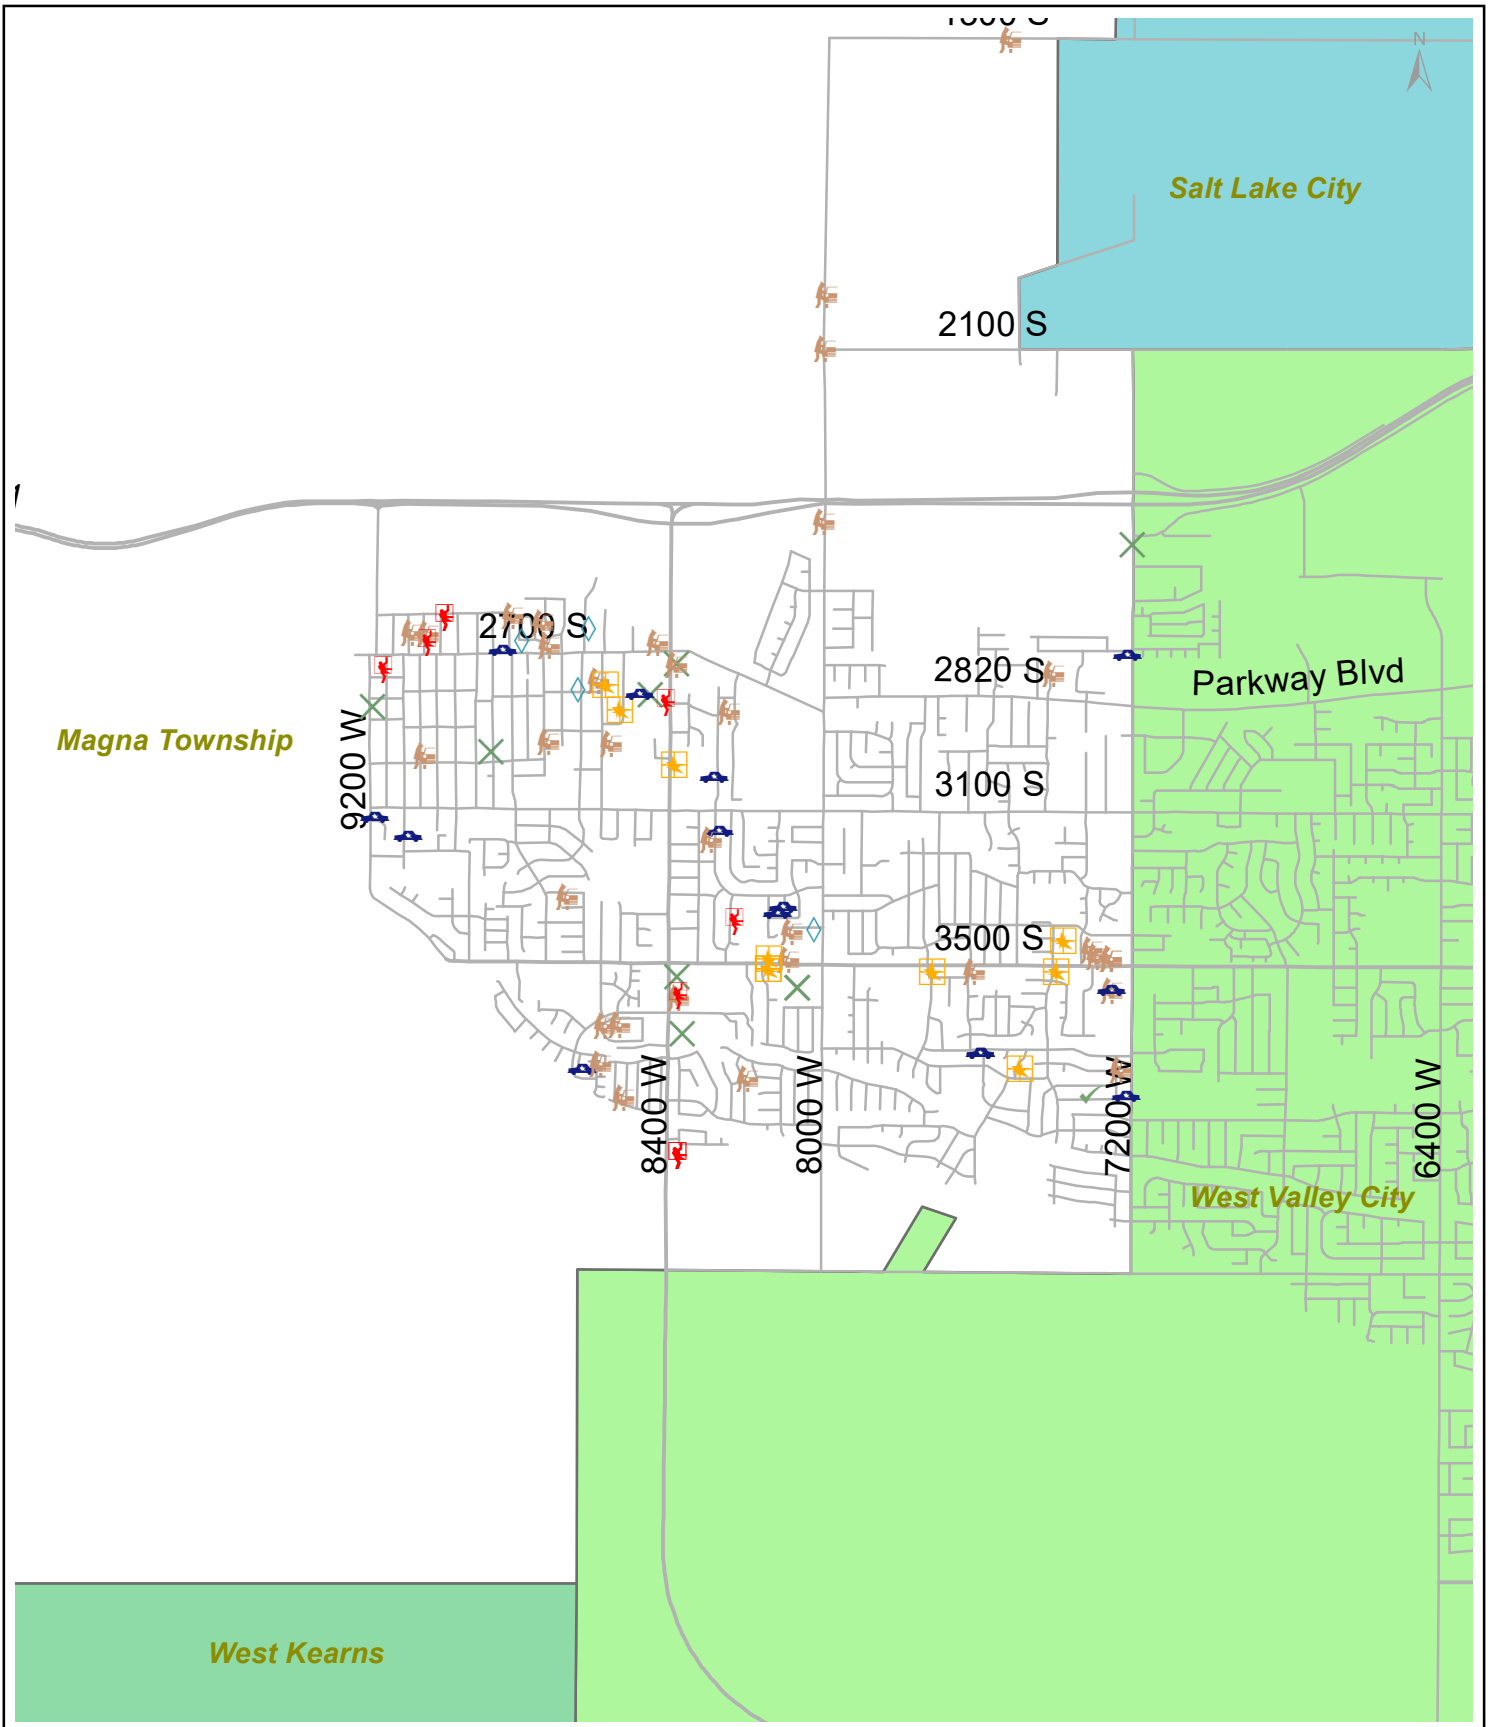 N
Salt Lake City
2100 S
2700 S
2820 S
Parkway Blvd
Magna Township
9200 W
3100 S
3500 S
8400 W
8000 W
7200 W
6400 W
West Valley City
West Kearns